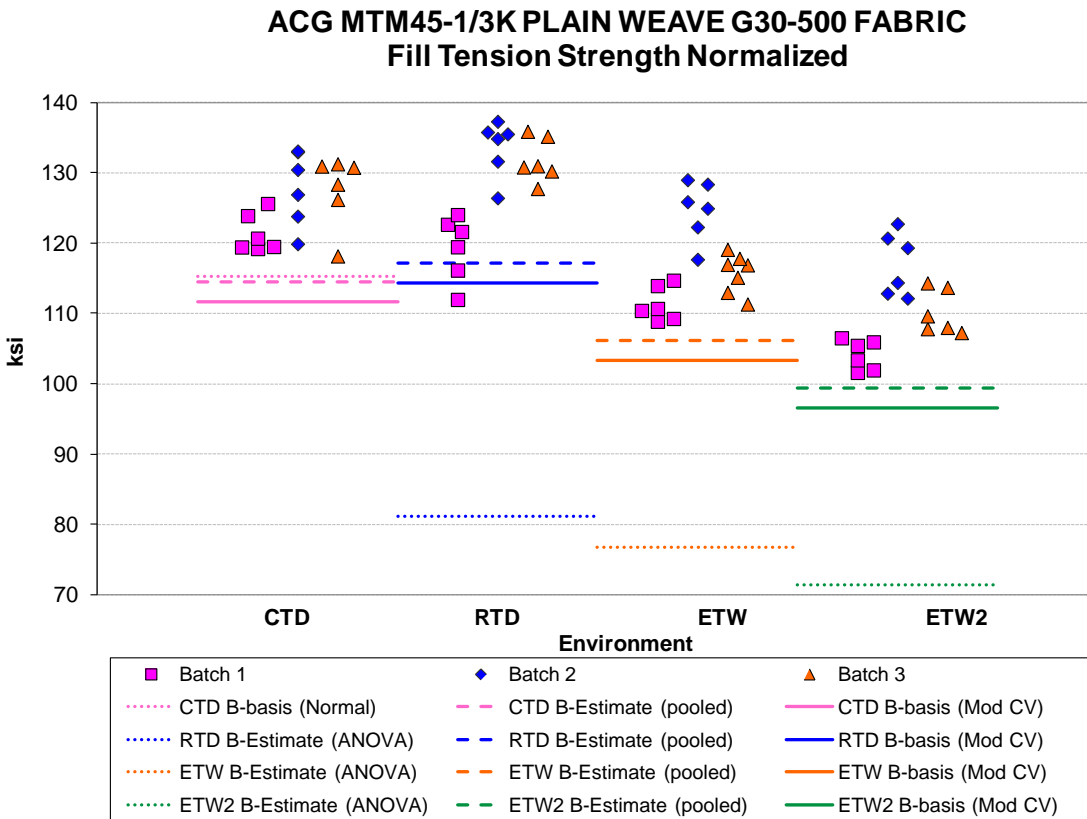 ACG MTM45-1/3K PLAIN WEAVE G30-500 FABRIC
Fill Tension Strength Normalized
140
130
120
110
100
90
80
70
ksi
CTD RTD ETW ETW2
Environment
Batch 1 Batch 2 Batch 3
CTD B-basis (Normal) CTD B-Estimate (pooled) CTD B-basis (Mod CV)
RTD B-Estimate (ANOVA) RTD B-Estimate (pooled) RTD B-basis (Mod CV)
ETW B-Estimate (ANOVA) ETW B-Estimate (pooled) ETW B-basis (Mod CV)
ETW2 B-Estimate (ANOVA) ETW2 B-Estimate (pooled) ETW2 B-basis (Mod CV)